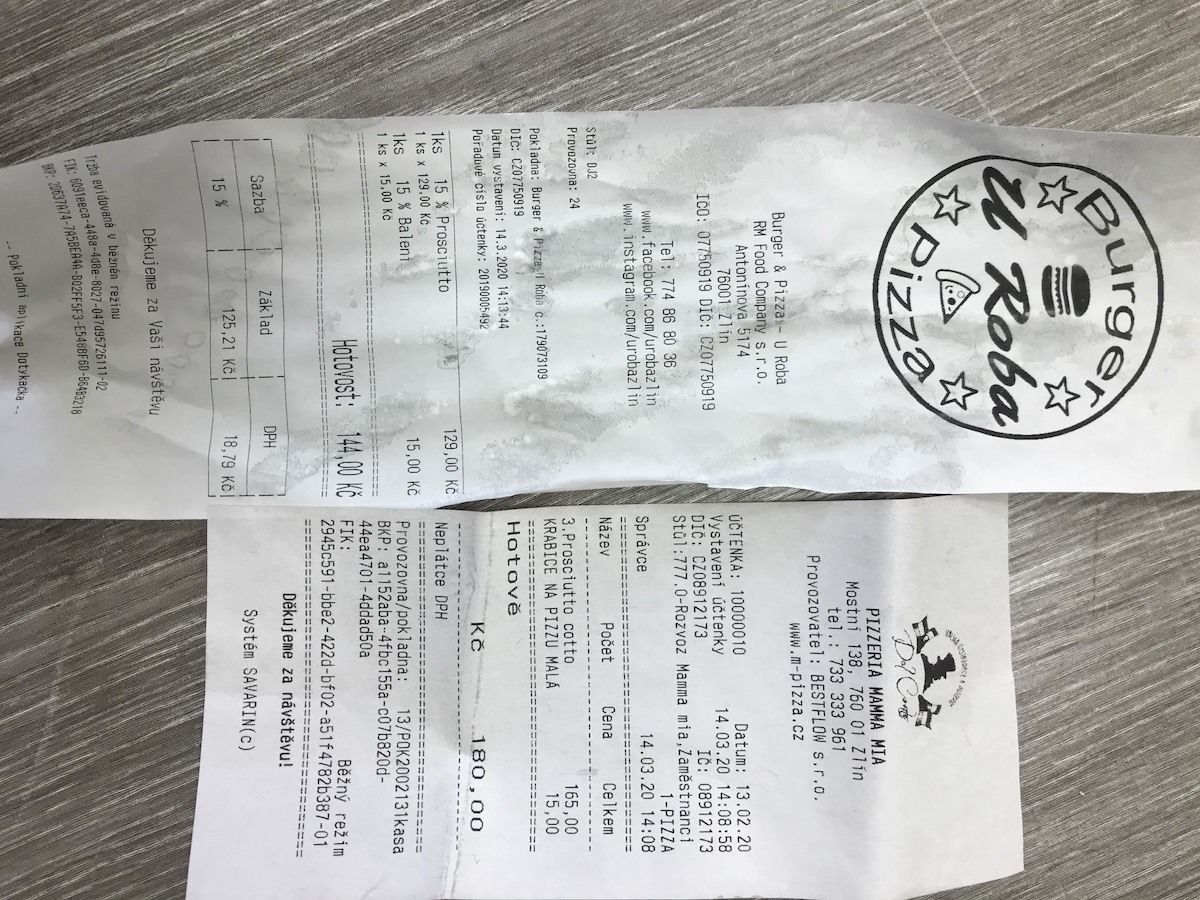 Burger
U Roba
Pizza
Burger & Pizza - U Roba
RM Food Company s.r.o.
Antonínova 5174
76001 Zlín
IČO: 07750919 DIČ: CZ07750919
Tel: 774 86 80 36
www.facebook.com/urobazlin
www.instagram.com/urobazlin
Stůl: DJ2
Provozovna: 24
Pokladna: Burger & Pizza U Roba č.:179073109
DIČ: CZ07750919
Datum vystavení: 14.3.2020 14:13:44
Pořadové číslo účtenky: 20190005492
1ks 15 % Prosciutto 129,00 Kč
1 ks x 129,00 Kč
1ks 15 % Balení 15,00 Kč
1 ks x 15,00 Kč
Hotovost: 144,00 Kč
Sazba Základ DPH
15 % 125,21 Kč 18,79 Kč
Děkujeme za Vaši návštěvu
Tržba evidovaná v běžném režimu
FIK: 6091eeca-448a-4d8e-8027-047d95726111-02
-- Pokladní aplikace Dotykačka --
PIZZERIA MAMMA MIA
Mostní 138, 760 01 Zlín
tel.: 733 333 961
Provozovatel: BESTFLOW s.r.o.
www.m-pizza.cz
ÚČTENKA: 10000010 Datum: 13.02.20
Vystavení účtenky 14.03.20 14:08:58
DIČ: CZ08912173 IČ: 08912173
Stůl:777.0-Rozvoz Mamma mia,Zaměstnanci
1-PIZZA
Správce 14.03.20 14:08
Název Počet Cena Celkem
3.Prosciutto cotto 165,00
KRABICE NA PIZZU MALÁ 15,00
Hotově
Kč 180,00
Neplátce DPH
Provozovna/pokladna: 13/POK2002131kasa
BKP: a1152aba-4fbc155a-c07b820d-
44ea4701-4ddad50a
FIK: Běžný režim
2945c591-bbe2-422d-bf02-a51f4782b387-01
Děkujeme za návštěvu!
Systém SAVARIN(c)